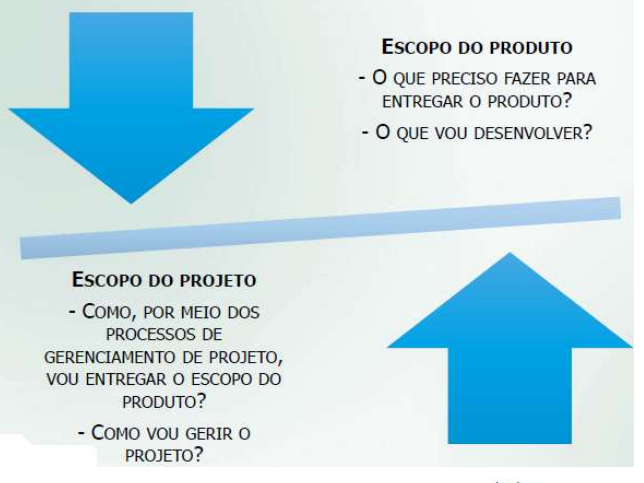 ESCOPO DO PRODUTO
- O QUE PRECISO FAZER PARA
ENTREGAR O PRODUTO?
- O QUE VOU DESENVOLVER?
ESCOPO DO PROJETO
- COMO, POR MEIO DOS
PROCESSOS DE
GERENCIAMENTO DE PROJETO,
VOU ENTREGAR O ESCOPO DO
PRODUTO?
- COMO VOU GERIR O
PROJETO?